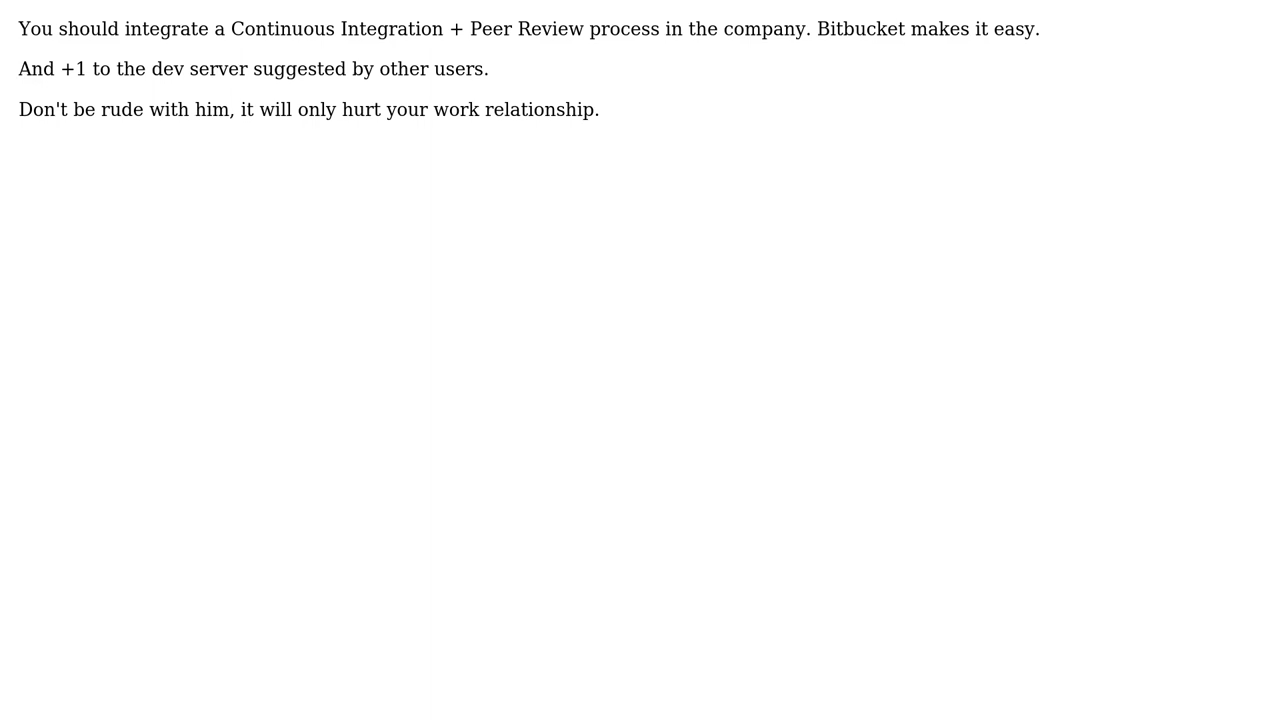 You should integrate a Continuous Integration + Peer Review process in the company. Bitbucket makes it easy.
And +1 to the dev server suggested by other users.
Don't be rude with him, it will only hurt your work relationship.